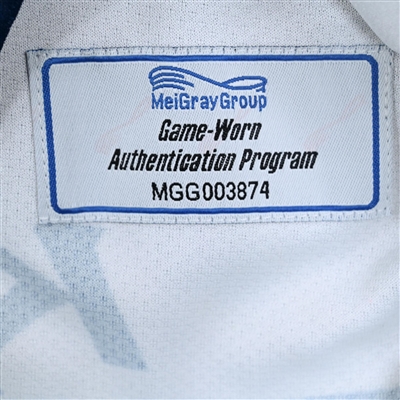 MeiGrayGroup
Game-Worn
Authentication Program
MGG003874